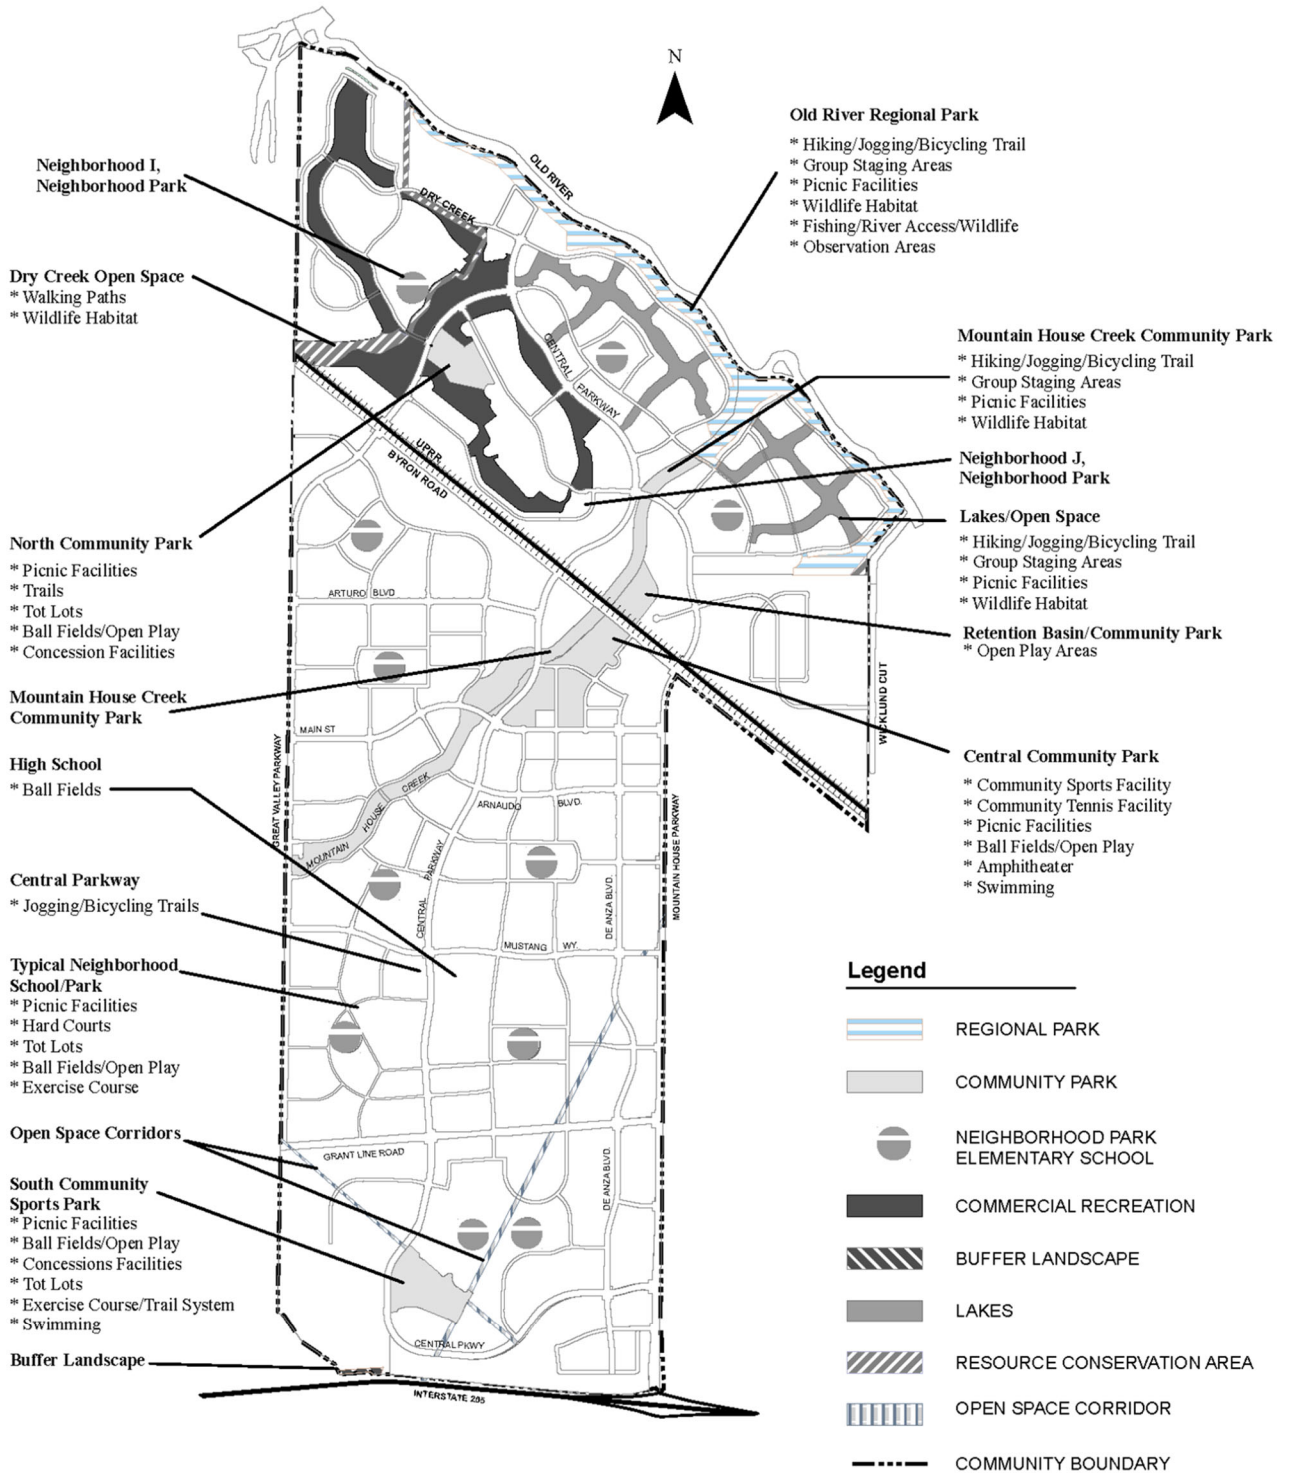 N
Old River Regional Park
* Hiking/Jogging/Bicycling Trail
* Group Staging Areas
* Picnic Facilities
* Wildlife Habitat
* Fishing/River Access/Wildlife
* Observation Areas
OLD RIVER
Neighborhood I,
Neighborhood Park
DRY CREEK
Dry Creek Open Space
* Walking Paths
* Wildlife Habitat
Mountain House Creek Community Park
* Hiking/Jogging/Bicycling Trail
* Group Staging Areas
* Picnic Facilities
* Wildlife Habitat
CENTRAL PARKWAY
UPRR
BYRON ROAD
Neighborhood J,
Neighborhood Park
Lakes/Open Space
* Hiking/Jogging/Bicycling Trail
* Group Staging Areas
* Picnic Facilities
* Wildlife Habitat
North Community Park
* Picnic Facilities
* Trails
* Tot Lots
* Ball Fields/Open Play
* Concession Facilities
ARTURO BLVD
Retention Basin/Community Park
* Open Play Areas
Mountain House Creek
Community Park
WICKLUND CUT
MAIN ST
GREAT VALLEY PARKWAY
Central Community Park
* Community Sports Facility
* Community Tennis Facility
* Picnic Facilities
* Ball Fields/Open Play
* Amphitheater
* Swimming
High School
* Ball Fields
MOUNTAIN HOUSE CREEK
ARNAUDO BLVD.
MOUNTAIN HOUSE PARKWAY
CENTRAL PARKWAY
DE ANZA BLVD.
Central Parkway
* Jogging/Bicycling Trails
MUSTANG WY.
Typical Neighborhood
School/Park
* Picnic Facilities
* Hard Courts
* Tot Lots
* Ball Fields/Open Play
* Exercise Course
Open Space Corridors
GRANT LINE ROAD
DE ANZA BLVD.
South Community
Sports Park
* Picnic Facilities
* Ball Fields/Open Play
* Concessions Facilities
* Tot Lots
* Exercise Course/Trail System
* Swimming
CENTRAL PKWY
Buffer Landscape
INTERSTATE 205
Legend
REGIONAL PARK
COMMUNITY PARK
NEIGHBORHOOD PARK
ELEMENTARY SCHOOL
COMMERCIAL RECREATION
BUFFER LANDSCAPE
LAKES
RESOURCE CONSERVATION AREA
OPEN SPACE CORRIDOR
COMMUNITY BOUNDARY